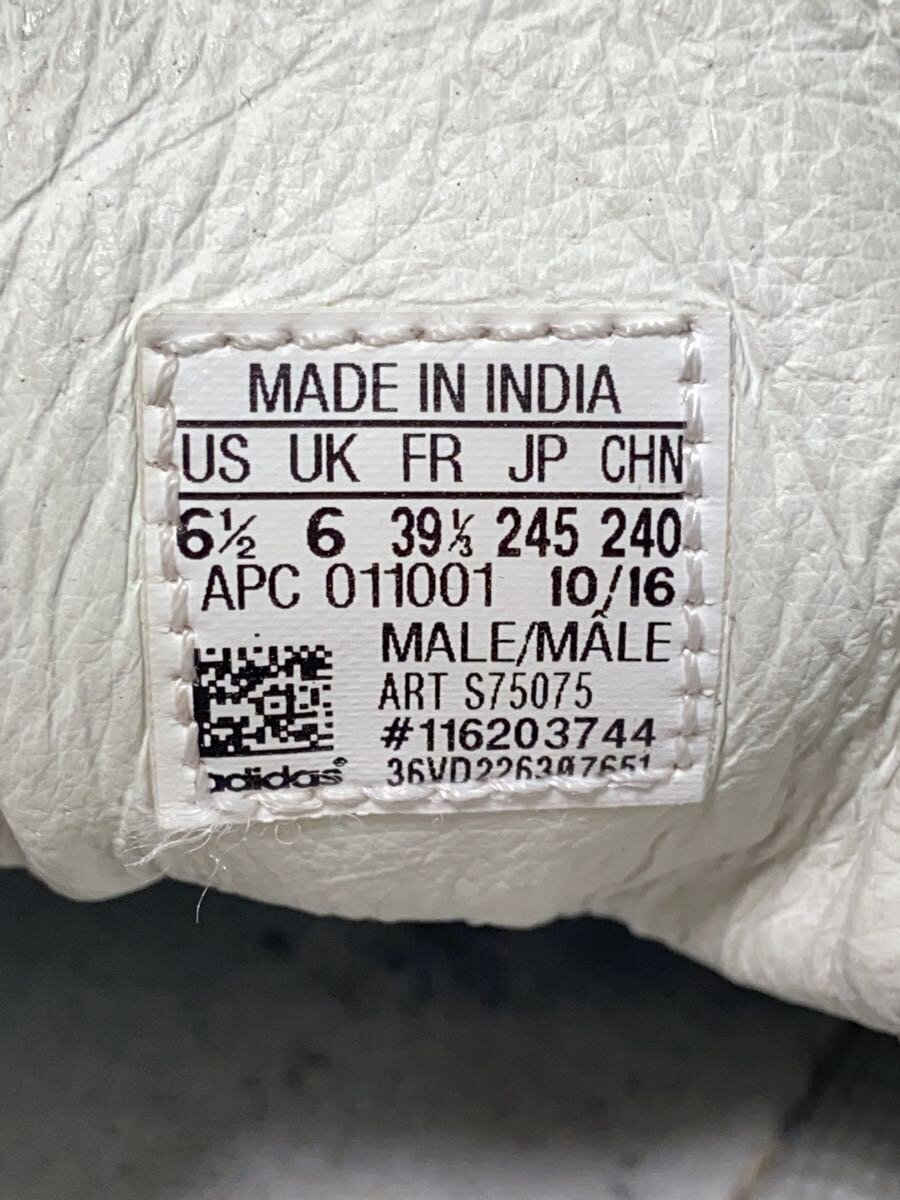 MADE IN INDIA
US UK FR JP CHN
6½ 6 39⅓ 245 240
APC 011001 10/16
MALE/MÂLE
ART S75075
#116203744
36VD226307651
adidas